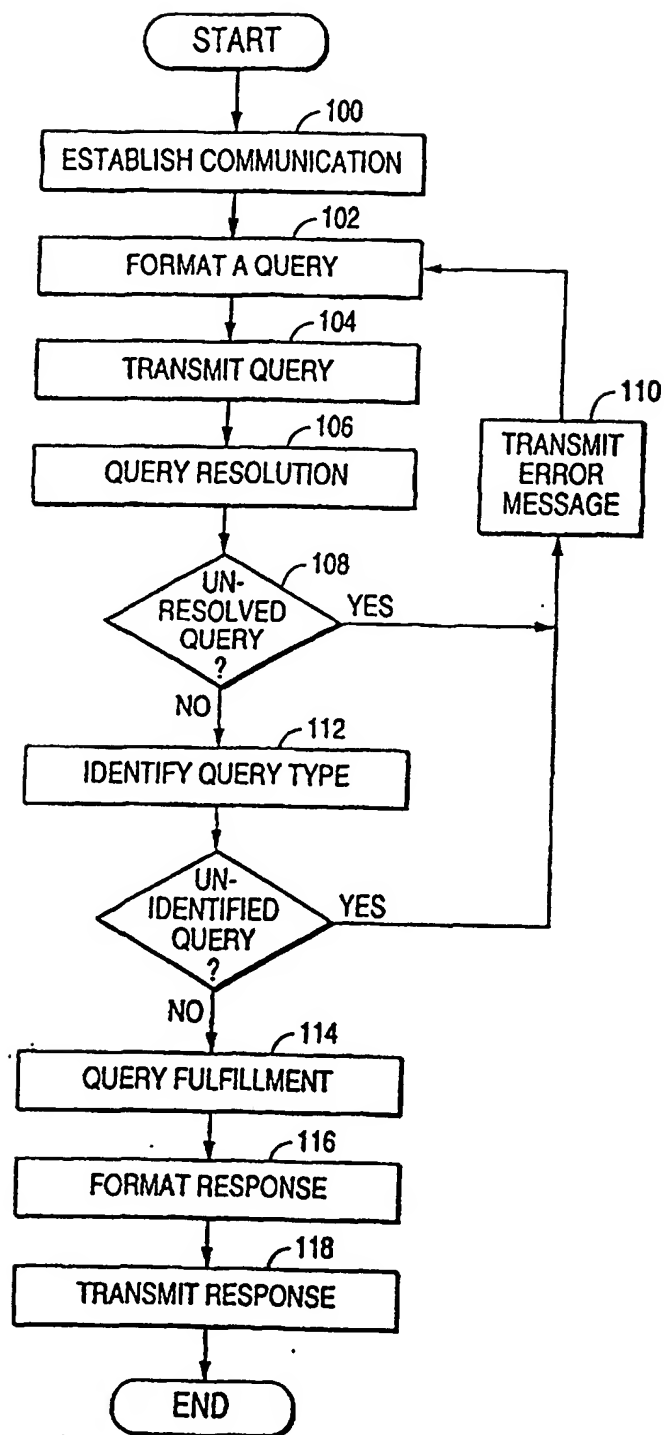 START
100
ESTABLISH COMMUNICATION
102
FORMAT A QUERY
104
TRANSMIT QUERY
110
TRANSMIT
ERROR
MESSAGE
106
QUERY RESOLUTION
108
UN-
RESOLVED
QUERY
?
YES
NO
112
IDENTIFY QUERY TYPE
UN-
IDENTIFIED
QUERY
?
YES
NO
114
QUERY FULFILLMENT
116
FORMAT RESPONSE
118
TRANSMIT RESPONSE
END